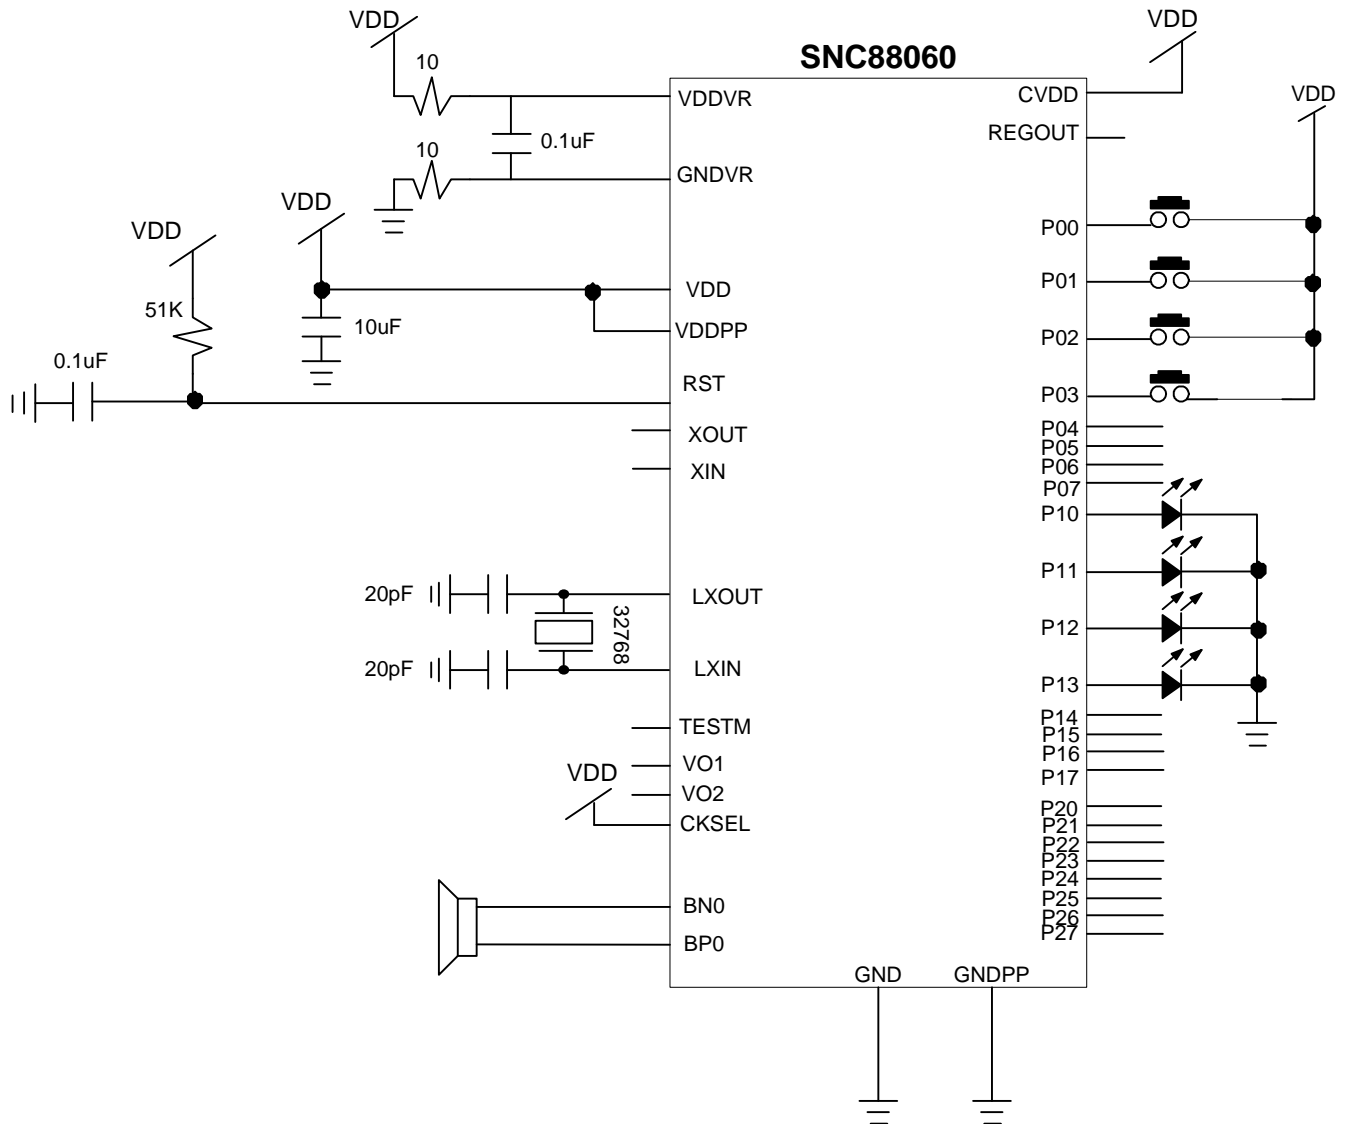 SNC88060
VDD
10
VDDVR
0.1uF
10
GNDVR
VDD
VDD
VDD
10uF
VDDPP
VDD
51K
0.1uF
RST
XOUT
XIN
20pF
LXOUT
32768
20pF
LXIN
TESTM
VO1
VO2
VDD
CKSEL
BN0
BP0
VDD
CVDD
REGOUT
VDD
P00
P01
P02
P03
P04
P05
P06
P07
P10
P11
P12
P13
P14
P15
P16
P17
P20
P21
P22
P23
P24
P25
P26
P27
GND
GNDPP